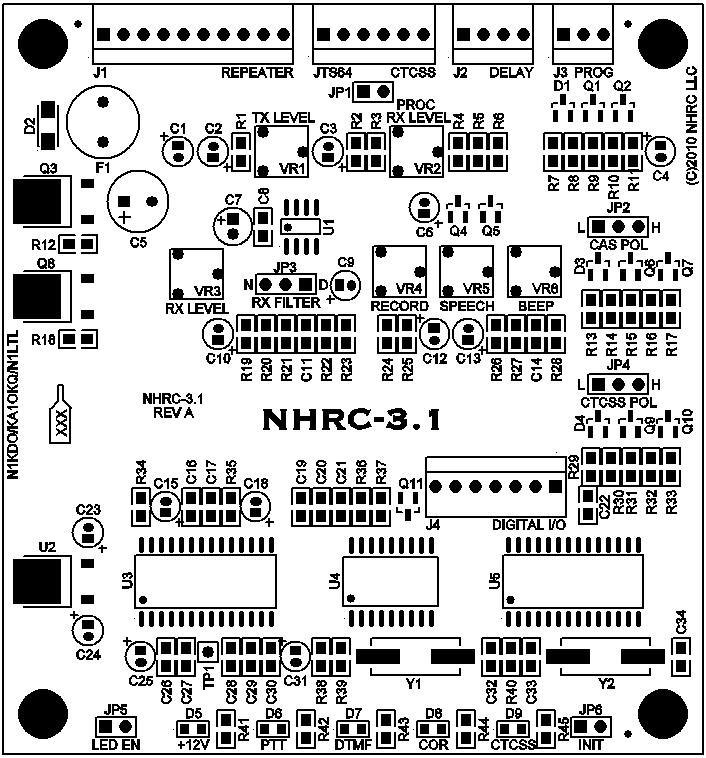 J1 REPEATER JTS64 CTCSS J2 DELAY J3 PROG
JP1 PROC
D1 Q1 Q2
(C)2010 NHRC LLC
D2 F1 C1 C2 R1 TX LEVEL VR1 C3 R2 R3 RX LEVEL VR2 R4 R5 R6
R7 R8 R9 R10 R11 C4
Q3 C5 C7 C6 Q4 Q5
U1
JP2
L H
CAS POL
R12
Q8 VR3 RX LEVEL
JP3
N D
RX FILTER
C9
VR4 RECORD
VR5 SPEECH
VR6 BEEP
D3 Q6 Q7
R13 R14 R15 R16 R17
R18
C10 R19 R20 R21 C11 R22 R23 R24 R25 C12 C13 R26 R27 C14 R28
JP4
L H
CTCSS POL
N1KDO/KA1OKQ/N1LTL
XXX
NHRC-3.1
REV A
NHRC-3.1
D4 Q9 Q10
R29 C22 R30 R31 R32 R33
R34 C15 C16 C17 R35 C18 C19 C20 C21 R36 R37 Q11
J4 DIGITAL I/O
C23
U2
C24
U3 U4 U5
C25 C26 C27 TP1 C28 C29 C30 C31 R38 R39 Y1 C32 R40 C33 Y2 C34
JP5 LED EN
D5 +12V R41
D6 PTT R42
D7 DTMF R43
D8 COR R44
D9 CTCSS R45
JP6 INIT